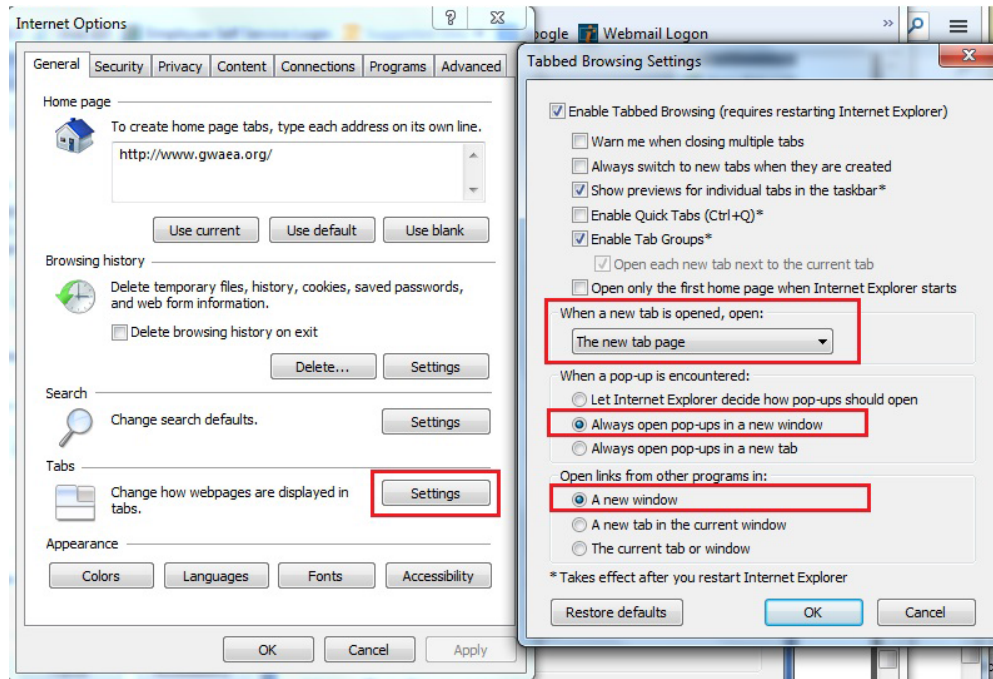 Internet Options
General Security Privacy Content Connections Programs Advanced
Home page
To create home page tabs, type each address on its own line.
http://www.gwaea.org/
Use current Use default Use blank
Browsing history
Delete temporary files, history, cookies, saved passwords,
and web form information.
Delete browsing history on exit
Delete... Settings
Search
Change search defaults.
Settings
Tabs
Change how webpages are displayed in
tabs.
Settings
Appearance
Colors Languages Fonts Accessibility
OK Cancel Apply
oogle Webmail Logon
Tabbed Browsing Settings
Enable Tabbed Browsing (requires restarting Internet Explorer)
Warn me when closing multiple tabs
Always switch to new tabs when they are created
Show previews for individual tabs in the taskbar*
Enable Quick Tabs (Ctrl+Q)*
Enable Tab Groups*
Open each new tab next to the current tab
Open only the first home page when Internet Explorer starts
When a new tab is opened, open:
The new tab page
When a pop-up is encountered:
Let Internet Explorer decide how pop-ups should open
Always open pop-ups in a new window
Always open pop-ups in a new tab
Open links from other programs in:
A new window
A new tab in the current window
The current tab or window
* Takes effect after you restart Internet Explorer
Restore defaults OK Cancel